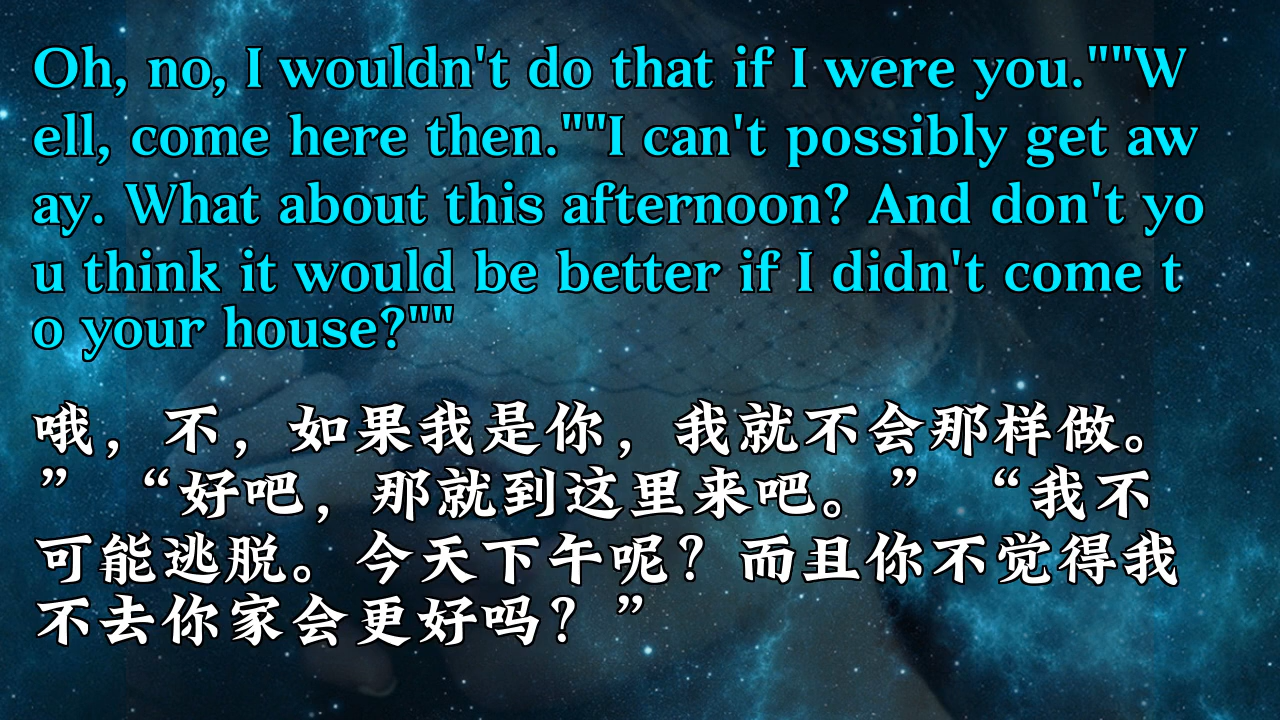 Oh, no, I wouldn't do that if I were you.""W
ell, come here then.""I can't possibly get aw
ay. What about this afternoon? And don't yo
u think it would be better if I didn't come t
o your house?""
哦，不，如果我是你，我就不会那样做。
” “好吧，那就到这里来吧。” “我不
可能逃脱。今天下午呢？而且你不觉得我
不去你家会更好吗？”